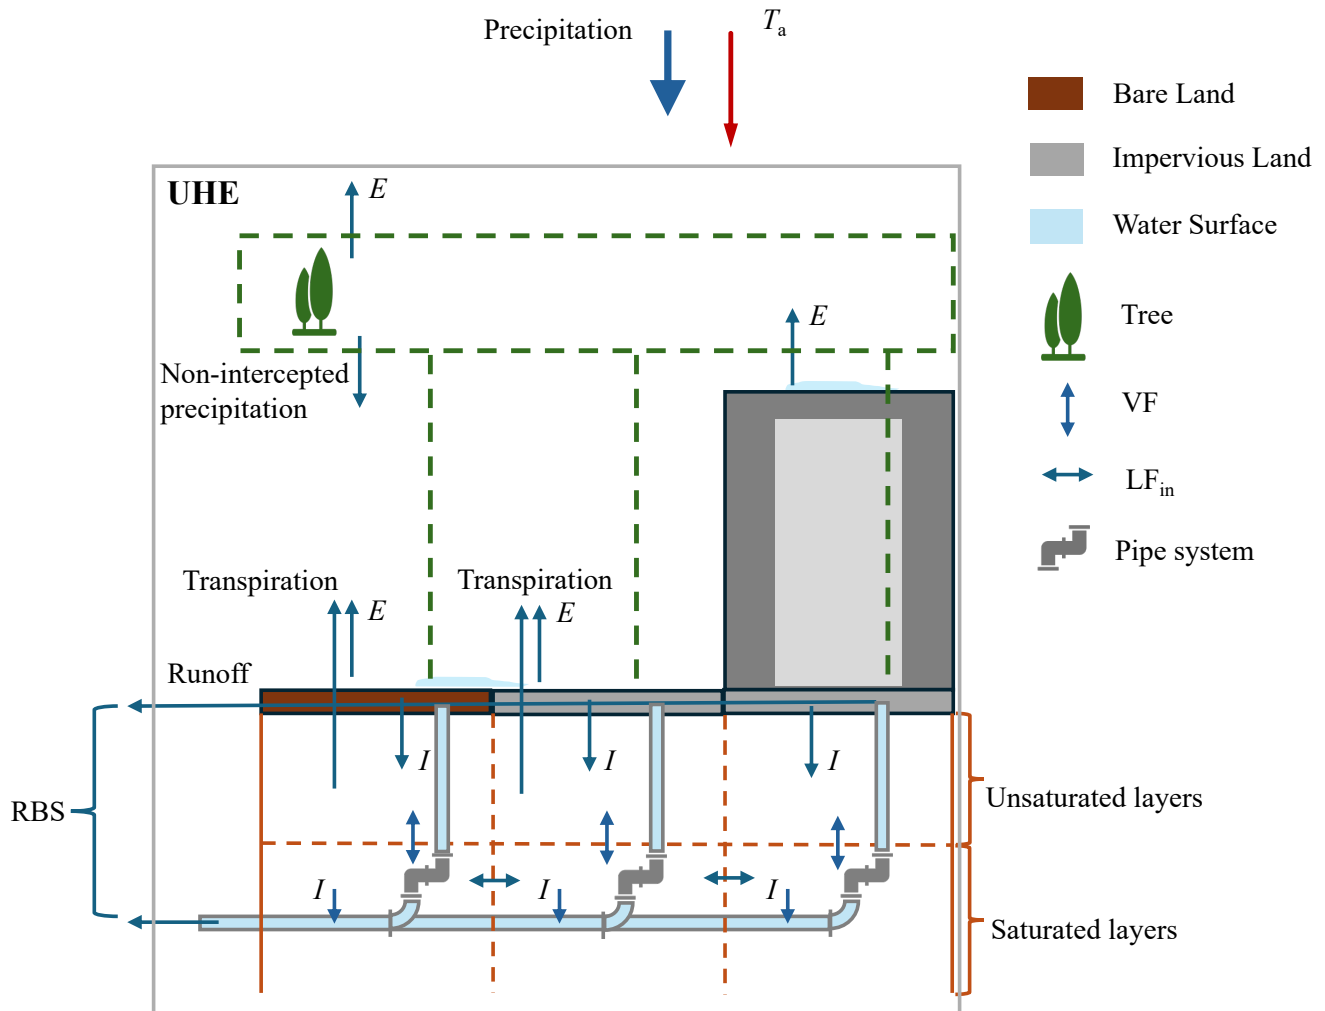 Precipitation
Ta
Bare Land
Impervious Land
Water Surface
Tree
VF
LFin
Pipe system
UHE
E
E
Non-intercepted
precipitation
Transpiration
E
Transpiration
E
Runoff
I
I
I
RBS
Unsaturated layers
I
I
I
Saturated layers